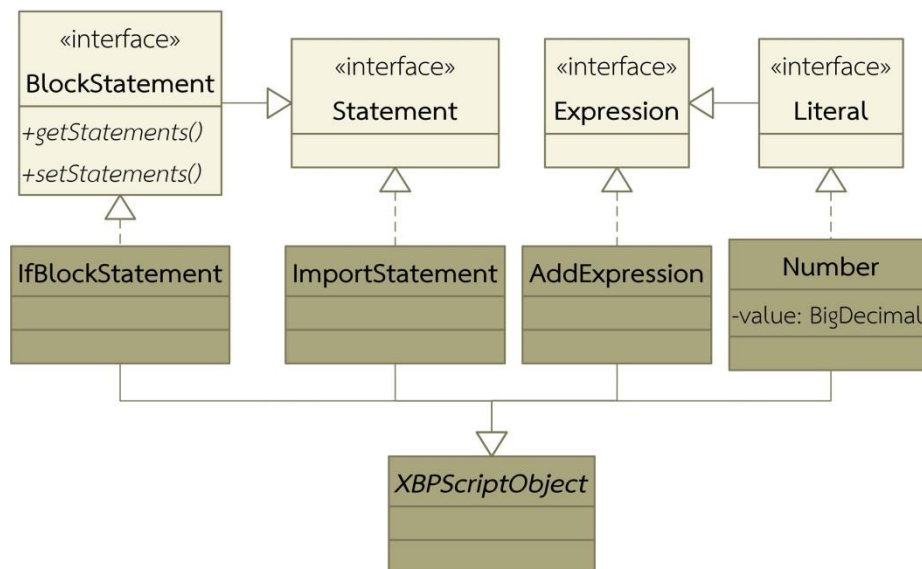 «interface»
BlockStatement
+getStatements()
+setStatements()
«interface»
Statement
«interface»
Expression
«interface»
Literal
IfBlockStatement
ImportStatement
AddExpression
Number
-value: BigDecimal
XBPScriptObject